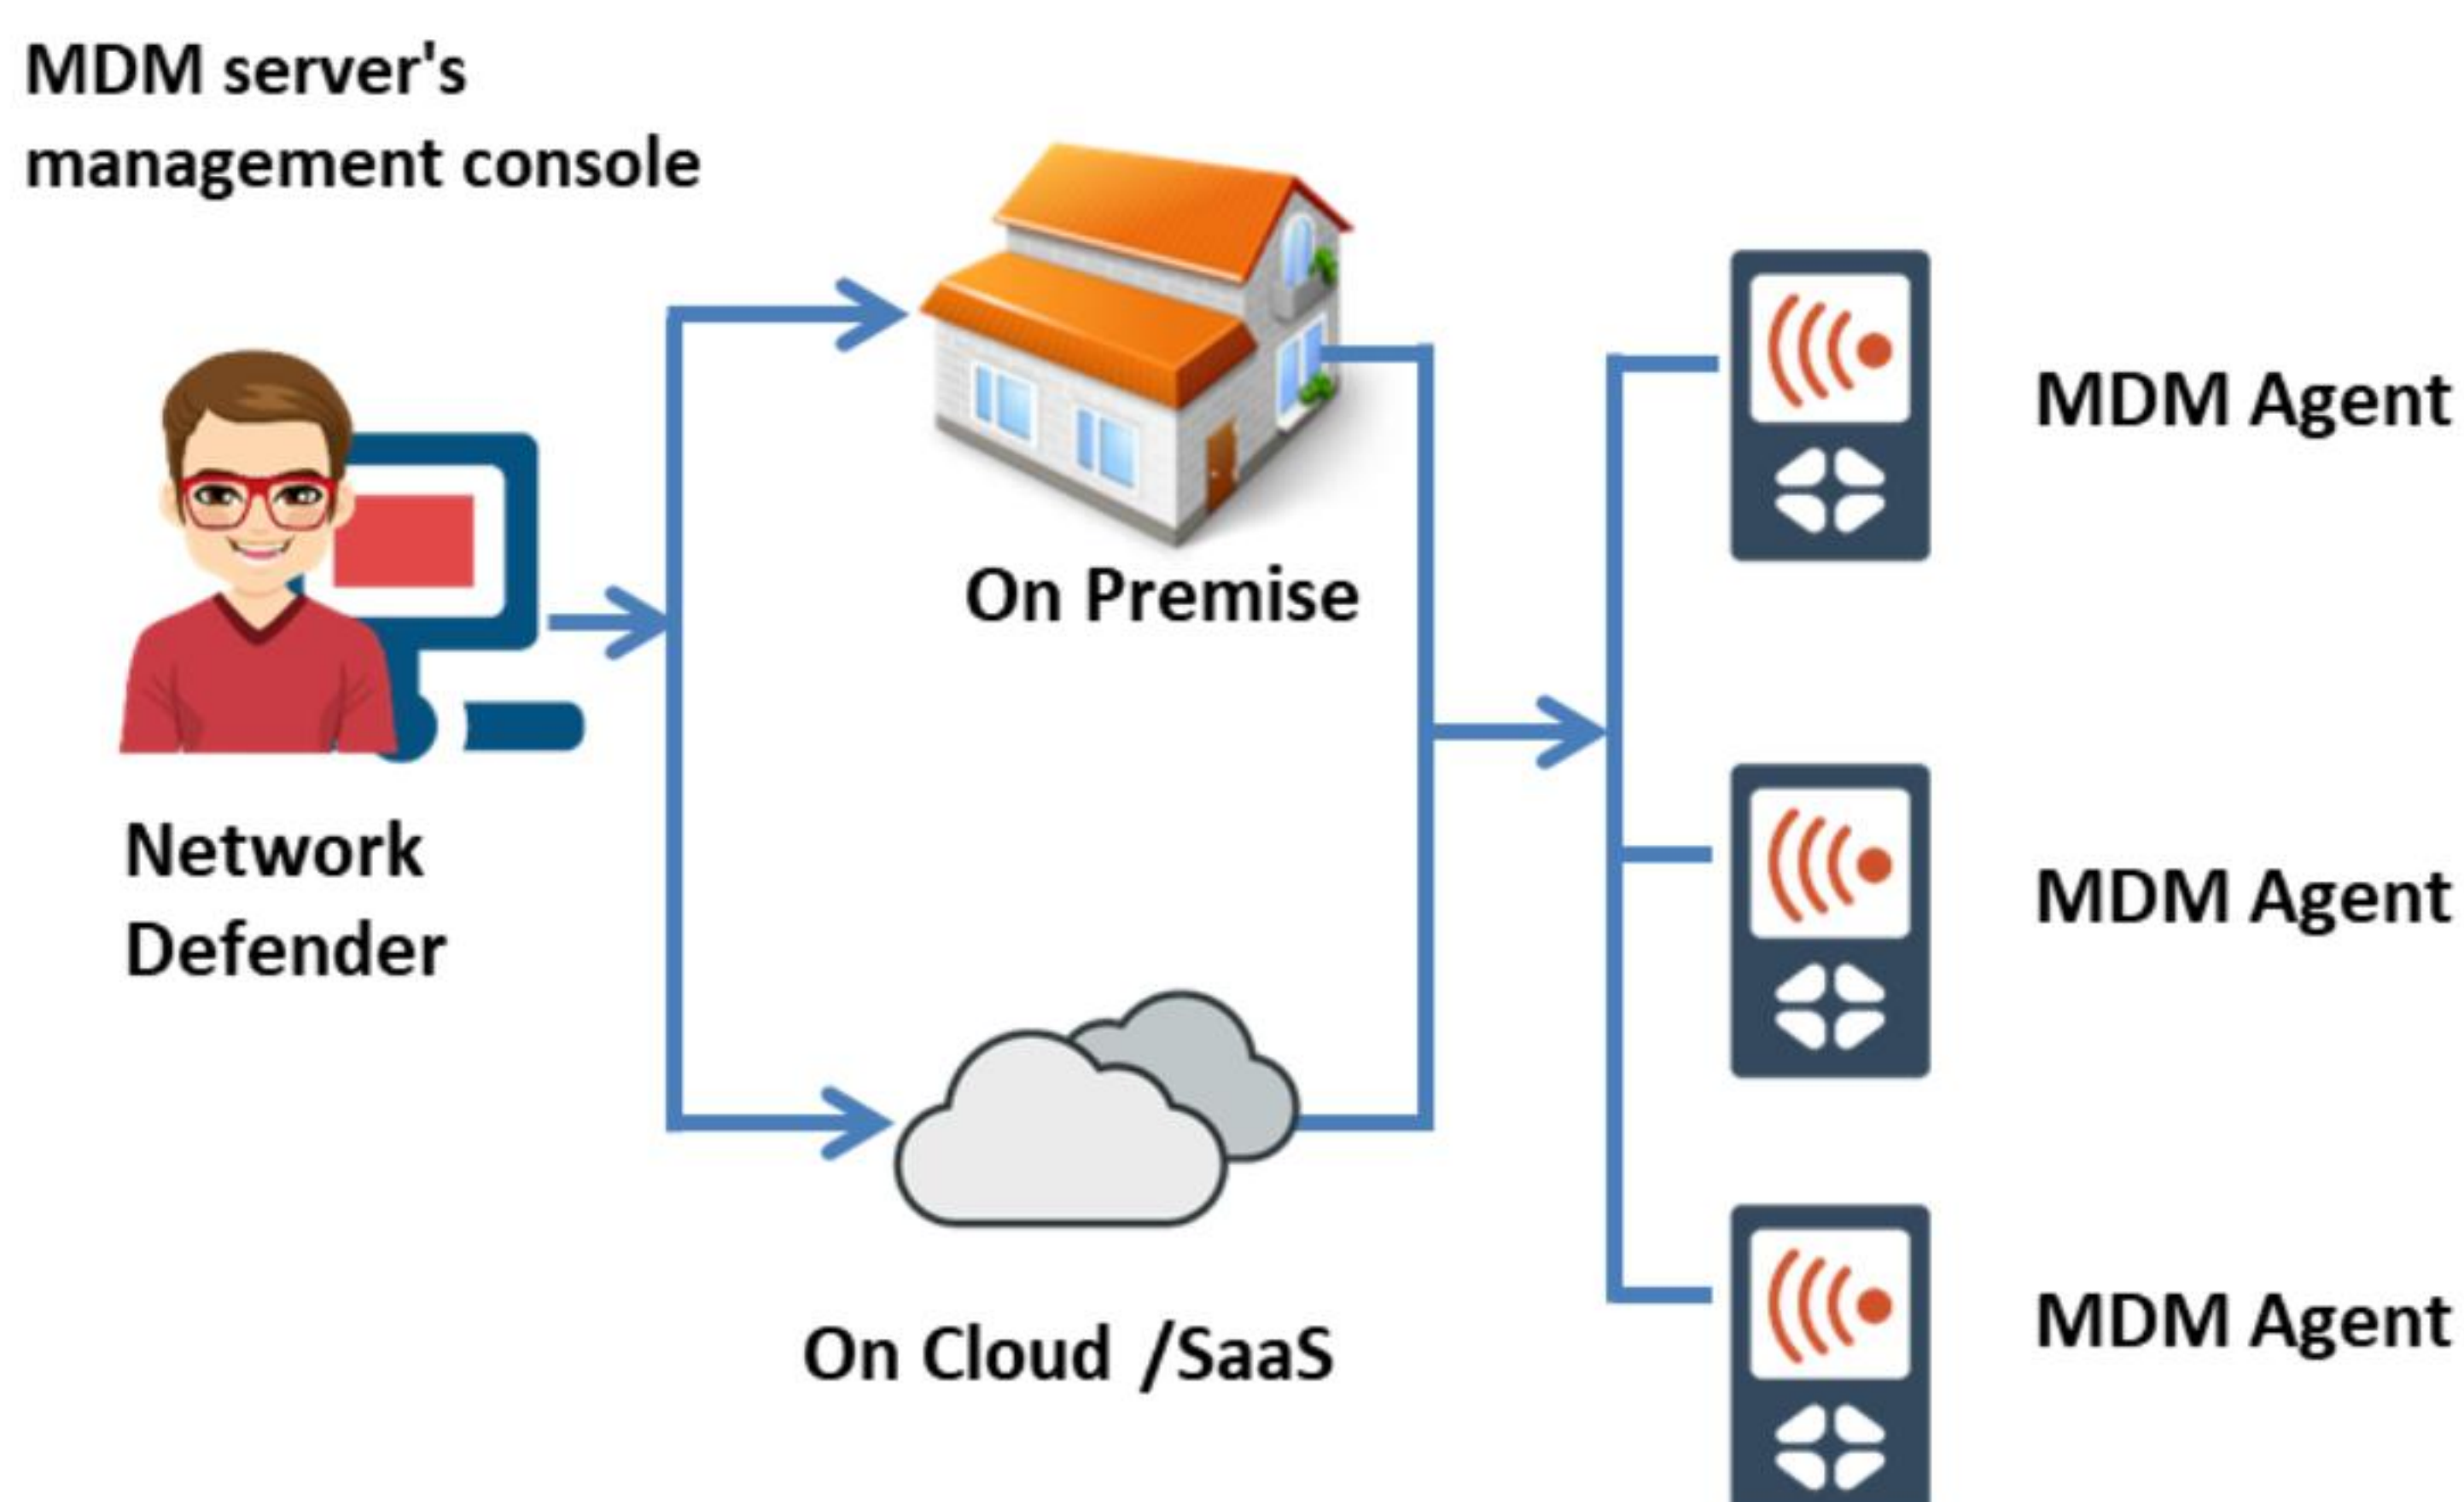 MDM server's
management console
On Premise
Network
Defender
On Cloud /SaaS
MDM Agent
MDM Agent
MDM Agent